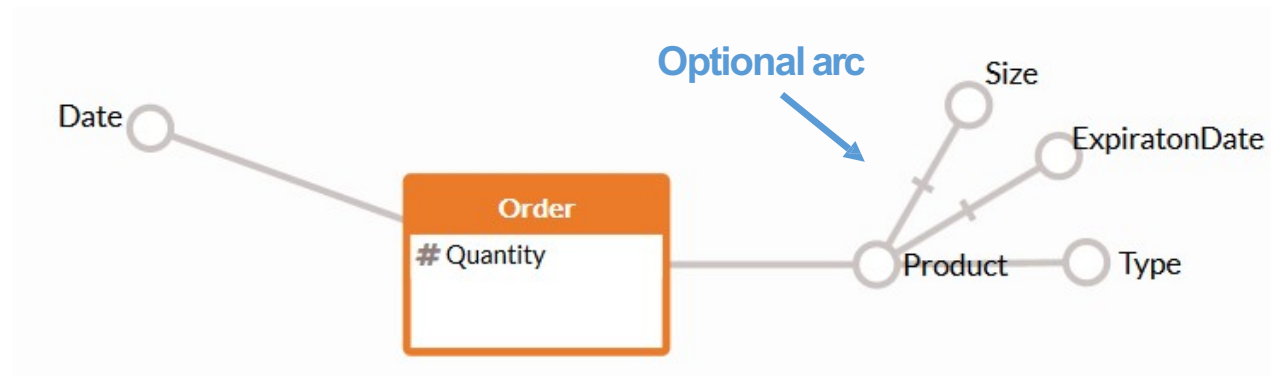 Optional arc
Size
Date
ExpiratonDate
Order
# Quantity
Product
Type